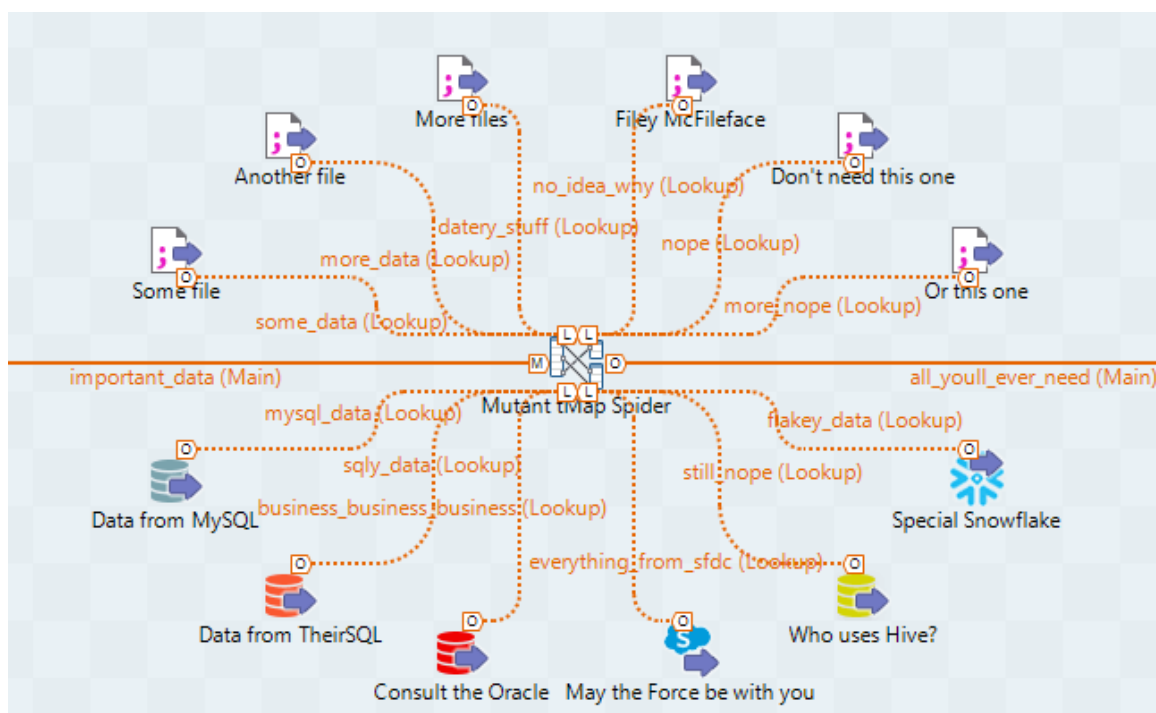 More files
Filey McFileface
Another file
Don't need this one
no_idea_why (Lookup)
datery_stuff (Lookup)
nope (Lookup)
more_data (Lookup)
Some file
Or this one
more_nope (Lookup)
some_data (Lookup)
M
L
L
O
important_data (Main)
all_youll_ever_need (Main)
L
L
Mutant tMap Spider
mysql_data (Lookup)
flakey_data (Lookup)
sqly_data (Lookup)
still_nope (Lookup)
business_business_business (Lookup)
Data from MySQL
Special Snowflake
everything_from_sfdc (Lookup)
Data from TheirSQL
Who uses Hive?
S
Consult the Oracle
May the Force be with you
O
O
O
O
O
O
O
O
O
O
O
O